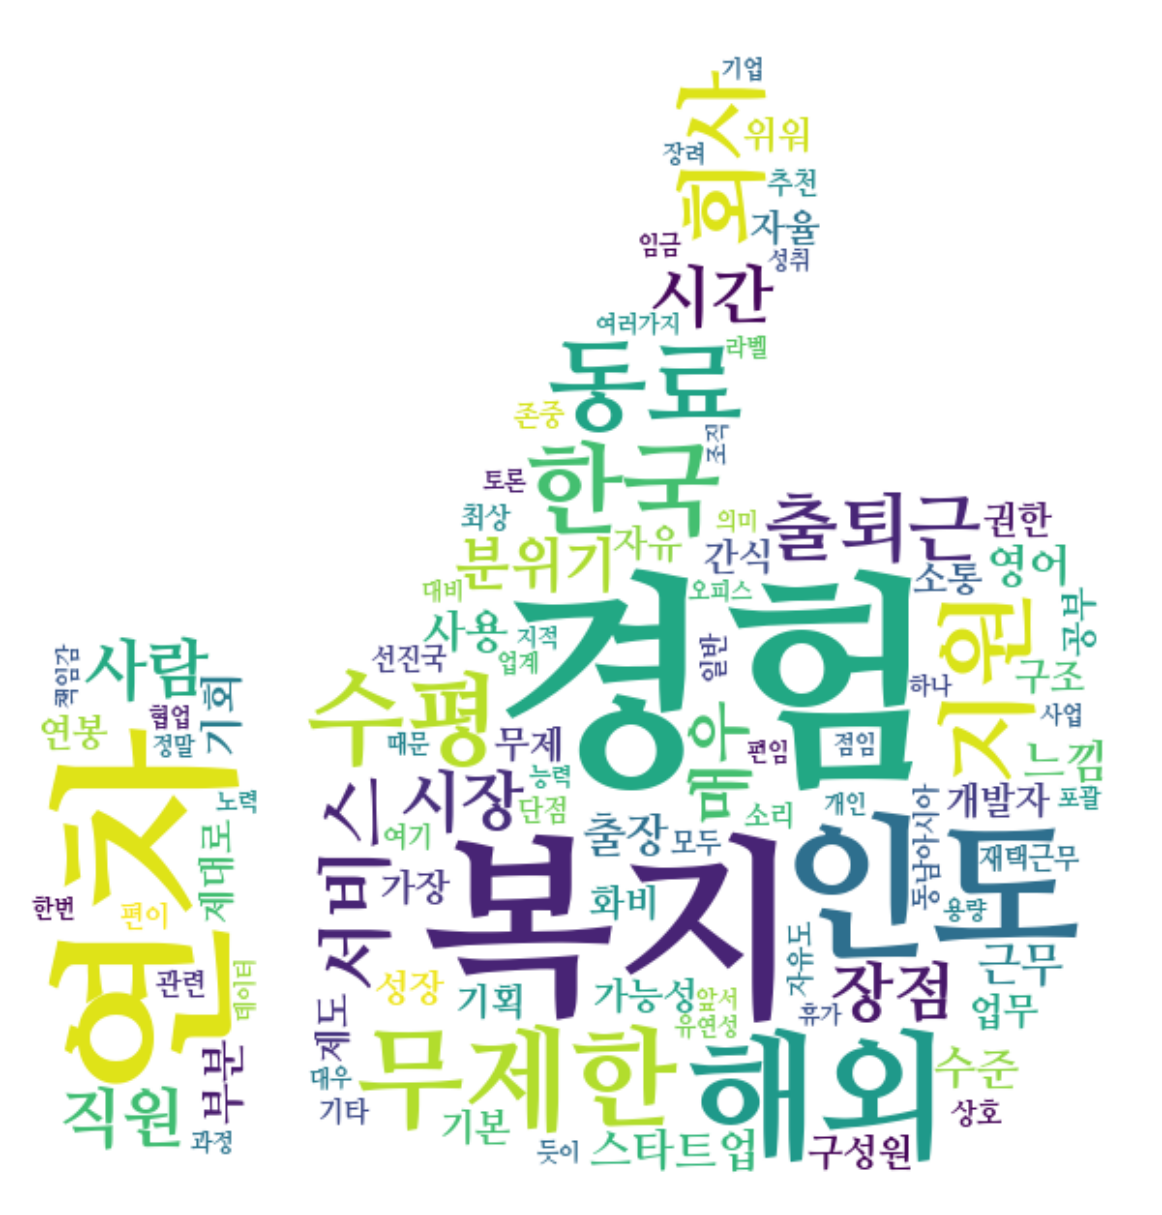 기업
회사
위워
장려
추천
자율
임금
성취
시간
여러가지
라벨
동료
존중
조직
한국
토론
최상
의미
출퇴근
권한
분위기
자유
간식
소통
영어
대비
오피스
경험
지원
공부
사용
지적
일반
선진국
업계
하나
구조
사업
수평
때문
무제
매우
편임
점임
느낌
책임감
사람
기회
연봉
협업
정말
연차
노력
제대로
한번
편이
관련
데이터
직원
부분
과정
서비스
시장
능력
단점
여기
출장
모두
소리
개인
인도
동남아시아
개발자
포괄
재택근무
용량
가장
화비
복지
자유도
장점
근무
성장
기획
가능성
앞서
유연성
휴가
업무
제도
대우
기타
무제한
해외
수준
상호
기본
듯이
스타트업
구성원